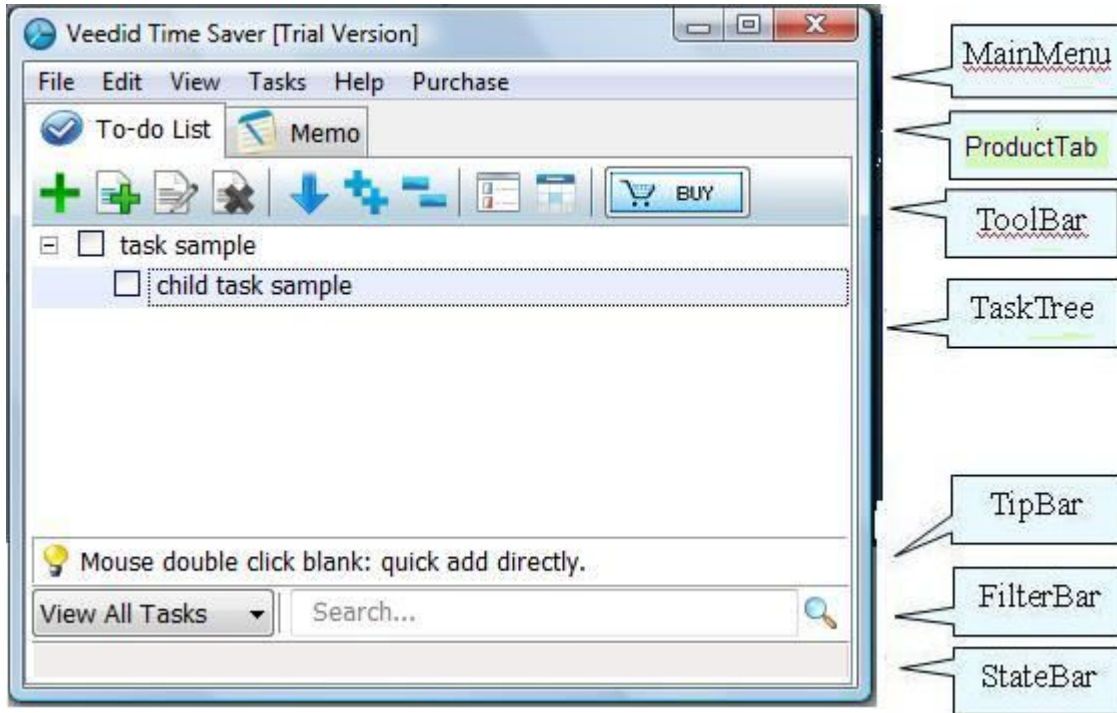 Veedid Time Saver [Trial Version]
File Edit View Tasks Help Purchase
To-do List Memo
BUY
task sample
child task sample
Mouse double click blank: quick add directly.
View All Tasks Search...
MainMenu
ProductTab
ToolBar
TaskTree
TipBar
FilterBar
StateBar